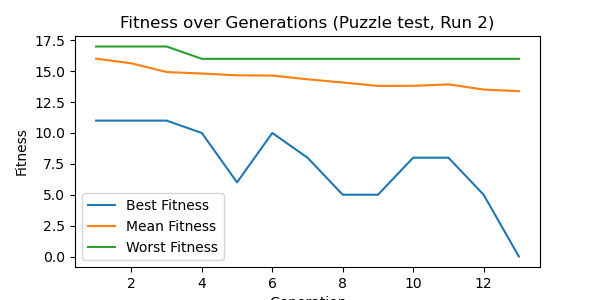 Fitness over Generations (Puzzle test, Run 2)
Fitness
17.5
15.0
12.5
10.0
7.5
5.0
2.5
0.0
Best Fitness
Mean Fitness
Worst Fitness
2 4 6 8 10 12
Generation